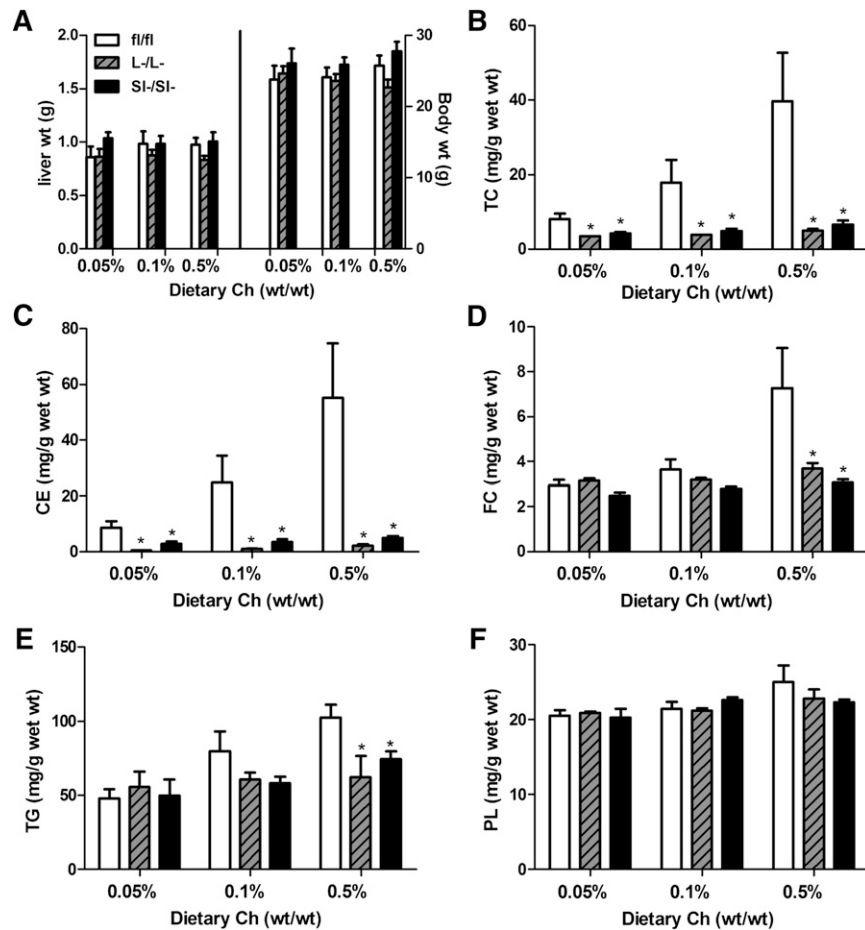 A
B
fl/fl
L-/L-
SI-/SI-
liver wt (g)
2.0
1.5
1.0
0.5
0.0
Body wt (g)
30
20
10
0
0.05% 0.1% 0.5% 0.05% 0.1% 0.5%
Dietary Ch (wt/wt)
TC (mg/g wet wt)
60
40
20
0
* * * * * *
0.05% 0.1% 0.5%
Dietary Ch (wt/wt)
C
CE (mg/g wet wt)
80
60
40
20
0
* * * * * *
0.05% 0.1% 0.5%
Dietary Ch (wt/wt)
D
FC (mg/g wet wt)
10
8
6
4
2
0
* *
0.05% 0.1% 0.5%
Dietary Ch (wt/wt)
E
TG (mg/g wet wt)
150
100
50
0
* *
0.05% 0.1% 0.5%
Dietary Ch (wt/wt)
F
PL (mg/g wet wt)
30
20
10
0
0.05% 0.1% 0.5%
Dietary Ch (wt/wt)